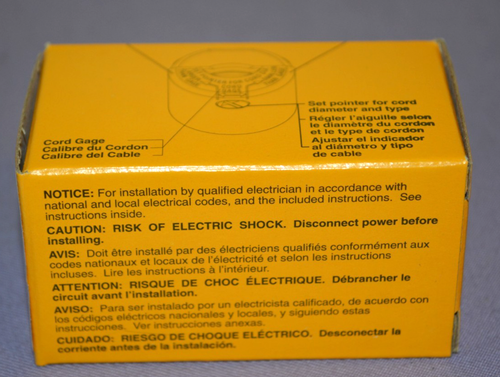 Cord Gage
Calibre du Cordon
Calibre del Cable
Set pointer for cord
diameter and type
Régler l'aiguille selon
le diamètre du cordon
et le type de cordon
Ajustar el indicador
al diámetro y tipo
de cable
NOTICE: For installation by qualified electrician in accordance with
national and local electrical codes, and the included instructions. See
instructions inside.
CAUTION: RISK OF ELECTRIC SHOCK. Disconnect power before
installing.
AVIS: Doit être installé par des électriciens qualifiés conformément aux
codes nationaux et locaux de l'électricité et selon les instructions
incluses. Lire les instructions à l'intérieur.
ATTENTION: RISQUE DE CHOC ÉLECTRIQUE. Débrancher le
circuit avant l'installation.
AVISO: Para ser instalado por un electricista calificado, de acuerdo con
los códigos eléctricos nacionales y locales, y siguiendo estas
instrucciones. Ver instrucciones anexas.
CUIDADO: RIESGO DE CHOQUE ELÉCTRICO. Desconectar la
corriente antes de la instalación.